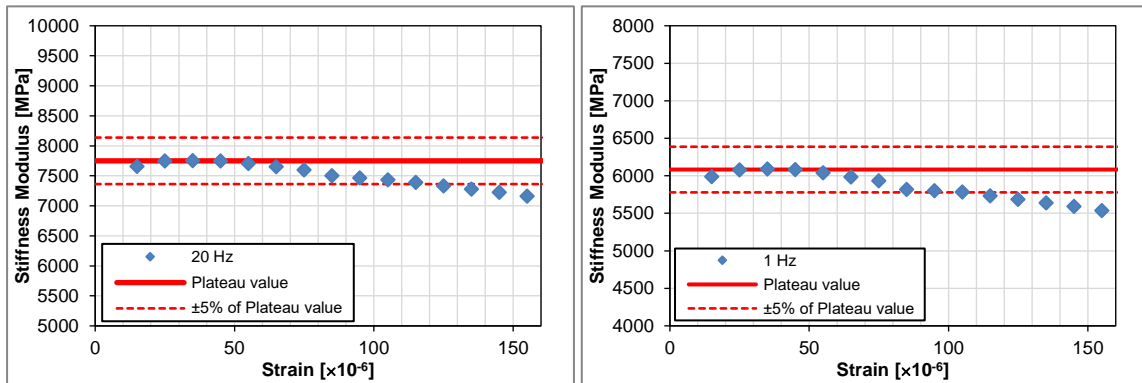 Stiffness Modulus [MPa]
10000
9500
9000
8500
8000
7500
7000
6500
6000
5500
5000
20 Hz
Plateau value
±5% of Plateau value
0
50
100
150
Strain [×10⁻⁶]
Stiffness Modulus [MPa]
8000
7500
7000
6500
6000
5500
5000
4500
4000
1 Hz
Plateau value
±5% of Plateau value
0
50
100
150
Strain [×10⁻⁶]